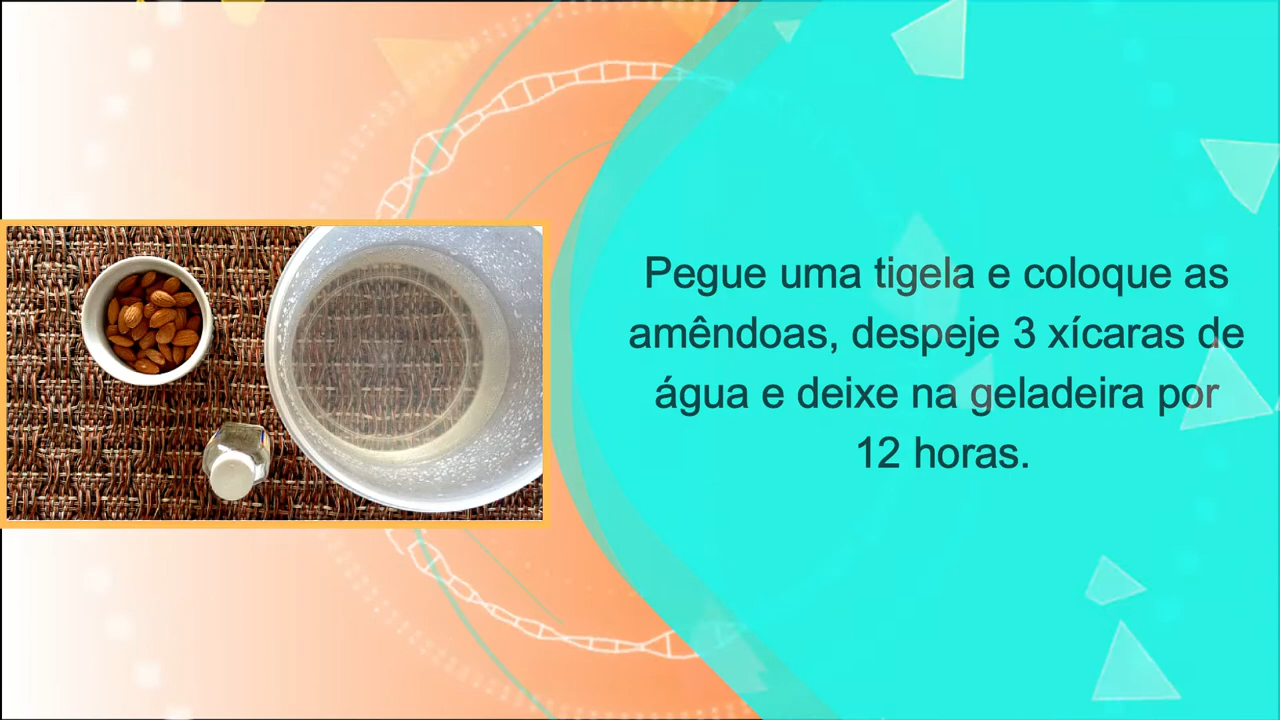 Pegue uma tigela e coloque as
amêndoas, despeje 3 xícaras de
água e deixe na geladeira por
12 horas.